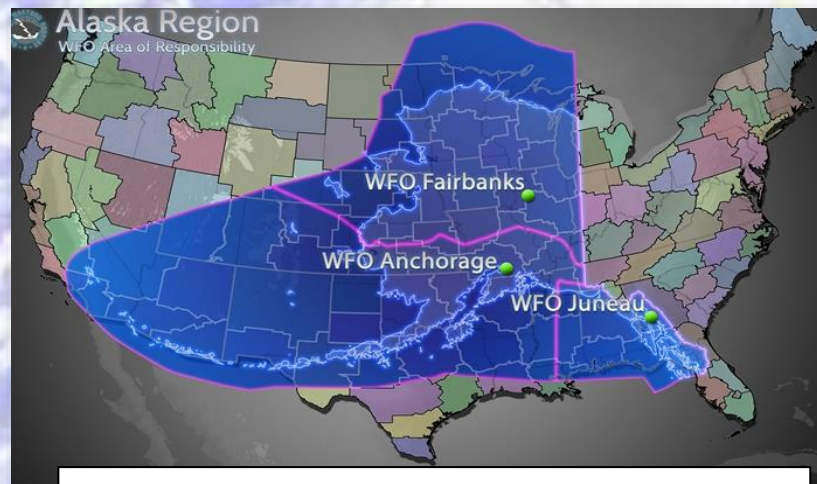 Alaska Region
WFO Area of Responsibility
WFO Fairbanks
WFO Anchorage
WFO Juneau